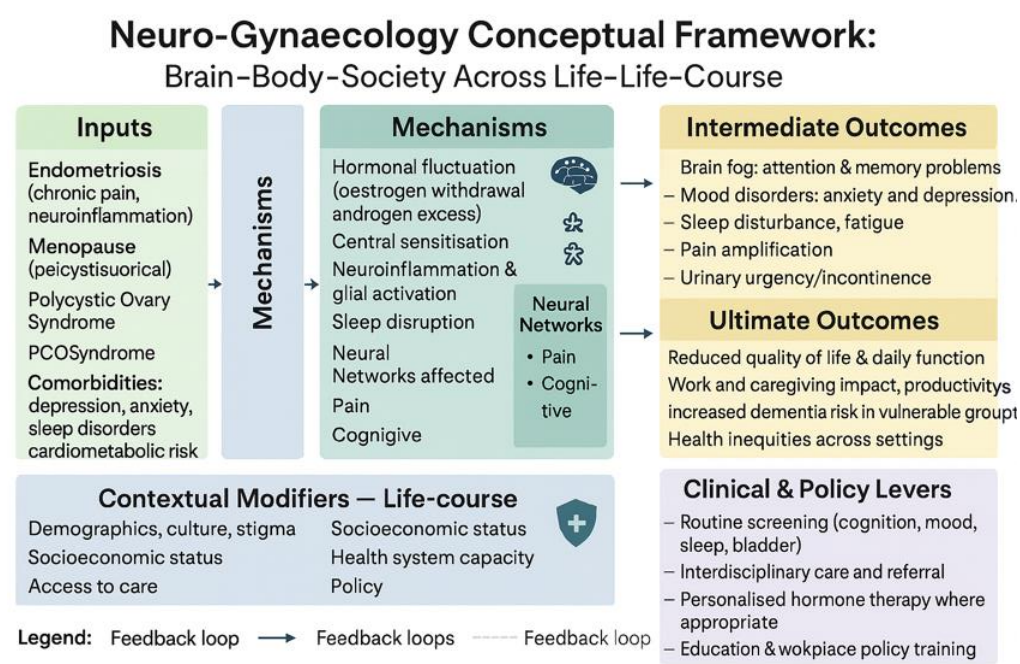 Neuro-Gynaecology Conceptual Framework:
Brain-Body-Society Across Life-Life-Course
Inputs
Endometriosis
(chronic pain,
neuroinflammation)
Menopause
(peicystisuorical)
Polycystic Ovary
Syndrome
PCOSyndrome
Comorbidities:
depression, anxiety,
sleep disorders
cardiometabolic risk
Mechanisms
Mechanisms
Hormonal fluctuation
(oestrogen withdrawal
androgen excess)
Central sensitisation
Neuroinflammation &
glial activation
Sleep disruption
Neural
Networks affected
Pain
Cognigive
Neural
Networks
• Pain
• Cogni-
tive
Intermediate Outcomes
Brain fog: attention & memory problems
– Mood disorders: anxiety and depression.
– Sleep disturbance, fatigue
– Pain amplification
– Urinary urgency/incontinence
Ultimate Outcomes
Reduced quality of life & daily function
Work and caregiving impact, productivitys
increased dementia risk in vulnerable groupt
Health inequities across settings
Contextual Modifiers — Life-course
Demographics, culture, stigma
Socioeconomic status
Access to care
Socioeconomic status
Health system capacity
Policy
Clinical & Policy Levers
– Routine screening (cognition, mood,
sleep, bladder)
– Interdisciplinary care and referral
– Personalised hormone therapy where
appropriate
– Education & wokpiace policy training
Legend: Feedback loop → Feedback loops ---- Feedback loop